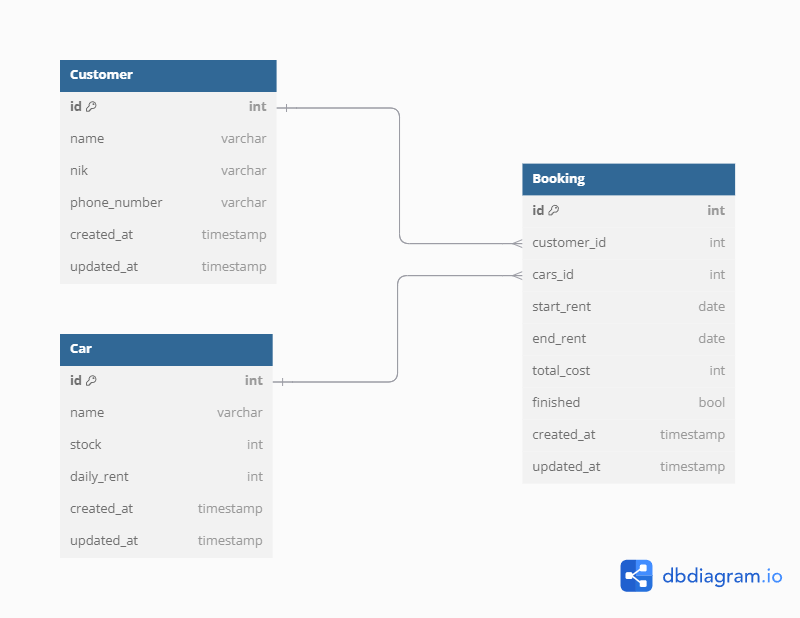 Customer
id int
name varchar
nik varchar
phone_number varchar
created_at timestamp
updated_at timestamp
Car
id int
name varchar
stock int
daily_rent int
created_at timestamp
updated_at timestamp
Booking
id int
customer_id int
cars_id int
start_rent date
end_rent date
total_cost int
finished bool
created_at timestamp
updated_at timestamp
dbdiagram.io